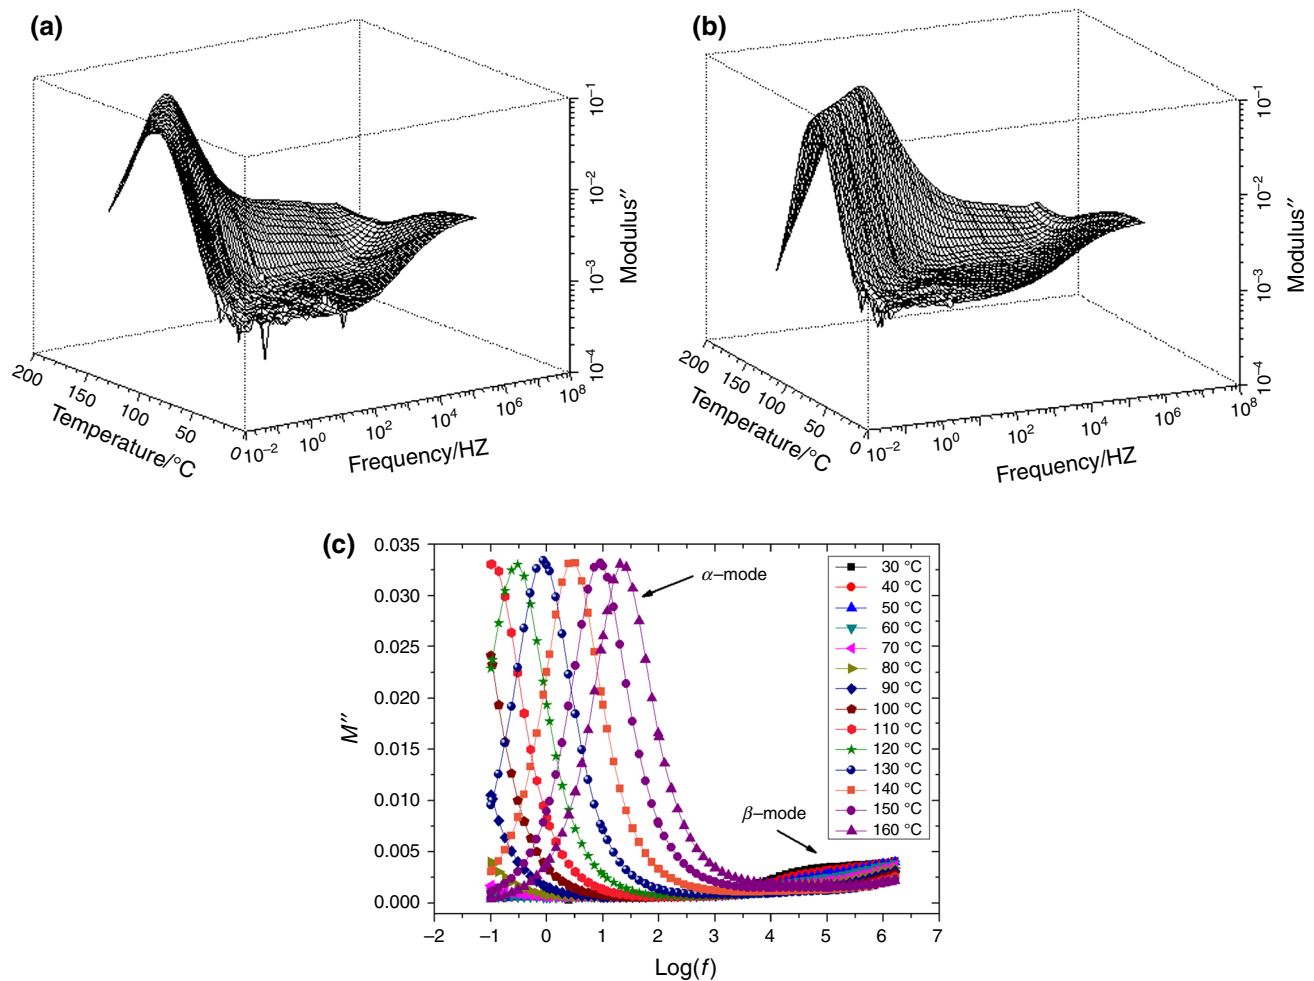 (a)
10⁻¹
10⁻²
10⁻³
10⁻⁴
Modulus″
200
150
100
50
0
Temperature/°C
10⁻²
10⁰
10²
10⁴
10⁶
10⁸
Frequency/HZ
(b)
10⁻¹
10⁻²
10⁻³
10⁻⁴
Modulus″
200
150
100
50
0
Temperature/°C
10⁻²
10⁰
10²
10⁴
10⁶
10⁸
Frequency/HZ
(c)
0.035
0.030
0.025
0.020
0.015
0.010
0.005
0.000
M″
α–mode
β–mode
30 °C
40 °C
50 °C
60 °C
70 °C
80 °C
90 °C
100 °C
110 °C
120 °C
130 °C
140 °C
150 °C
160 °C
–2 –1 0 1 2 3 4 5 6 7
Log(f)